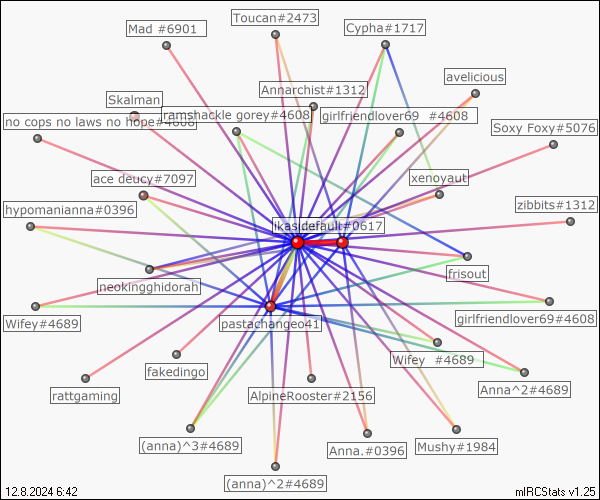 Toucan#2473
Mad #6901
Cypha#1717
avelicious
Annarchist#1312
Skalman
ramshackle gorey#4608
girlfriendlover69 #4608
no cops no laws no hope#4608
Soxy Foxy#5076
ace deucy#7097
xenoyaut
hypomanianna#0396
zibbits#1312
default#0617
frisout
neokingghidorah
Wifey#4689
pastachangeo41
girlfriendlover69#4608
Wifey #4689
fakedingo
Anna^2#4689
rattgaming
AlpineRooster#2156
(anna)^3#4689
Anna.#0396
Mushy#1984
(anna)^2#4689
12.8.2024 6:42
mIRCStats v1.25